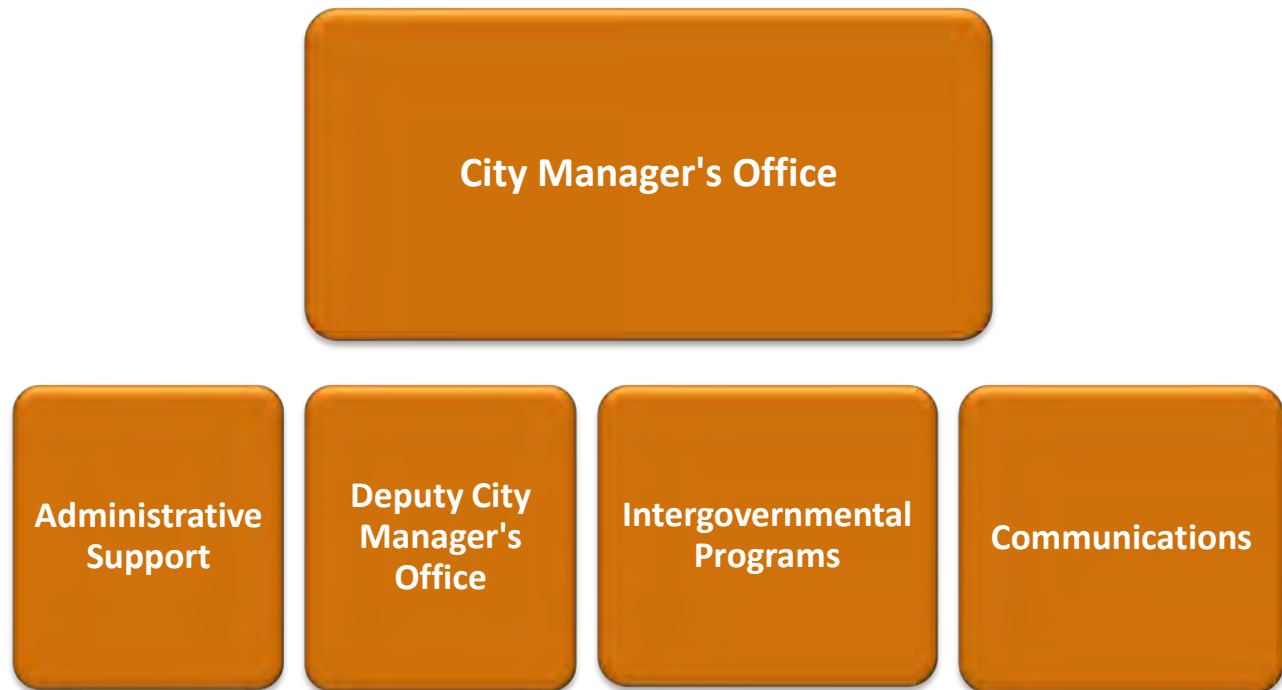 City Manager's Office
Administrative
Support
Deputy City
Manager's
Office
Intergovernmental
Programs
Communications